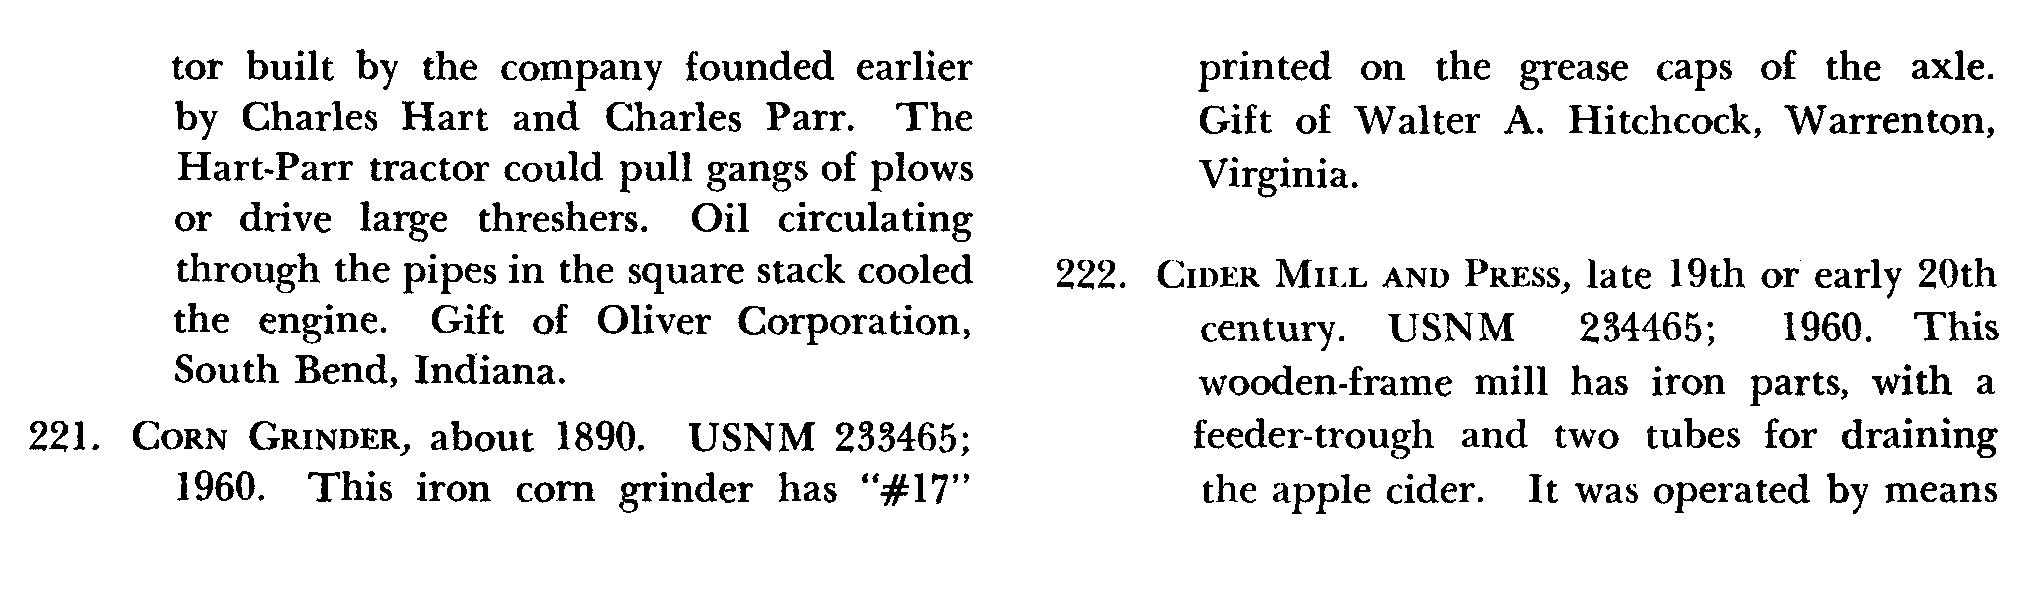 tor built by the company founded earlier
by Charles Hart and Charles Parr. The
Hart-Parr tractor could pull gangs of plows
or drive large threshers. Oil circulating
through the pipes in the square stack cooled
the engine. Gift of Oliver Corporation,
South Bend, Indiana.
221. Corn Grinder, about 1890. USNM 233465;
1960. This iron corn grinder has “#17”
printed on the grease caps of the axle.
Gift of Walter A. Hitchcock, Warrenton,
Virginia.
222. Cider Mill and Press, late 19th or early 20th
century. USNM 234465; 1960. This
wooden-frame mill has iron parts, with a
feeder-trough and two tubes for draining
the apple cider. It was operated by means